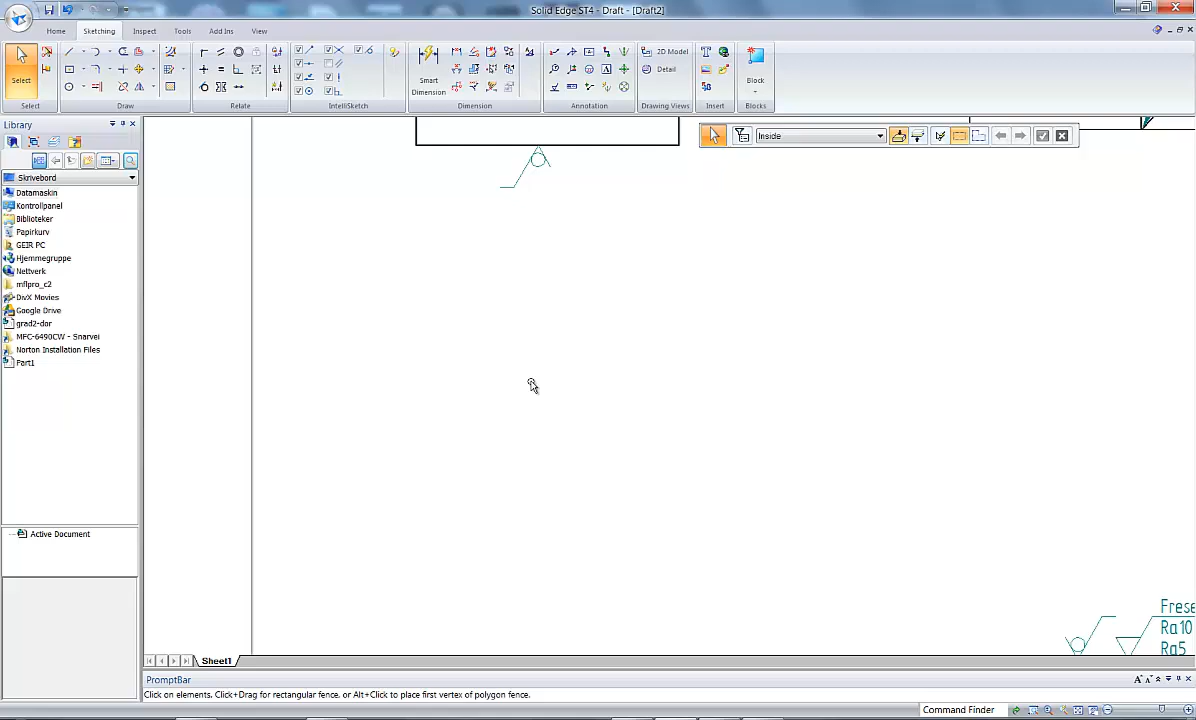 Solid Edge ST4 - Draft - [Draft2]
Home Sketching Inspect Tools Add Ins View
Select
Smart
Dimension
2D Model
Detail
Block
Select Draw Relate IntelliSketch Dimension Annotation Drawing Views Insert Blocks
Library
Inside
Skrivebord
Datamaskin
Kontrollpanel
Biblioteker
Papirkurv
GEIR PC
Hjemmegruppe
Nettverk
mflpro_c2
DivX Movies
Google Drive
grad2-dor
MFC-6490CW - Snarvei
Norton Installation Files
Part1
Active Document
Frese
Ra10
Ra5
Sheet1
PromptBar
Click on elements. Click+Drag for rectangular fence, or Alt+Click to place first vertex of polygon fence.
Command Finder